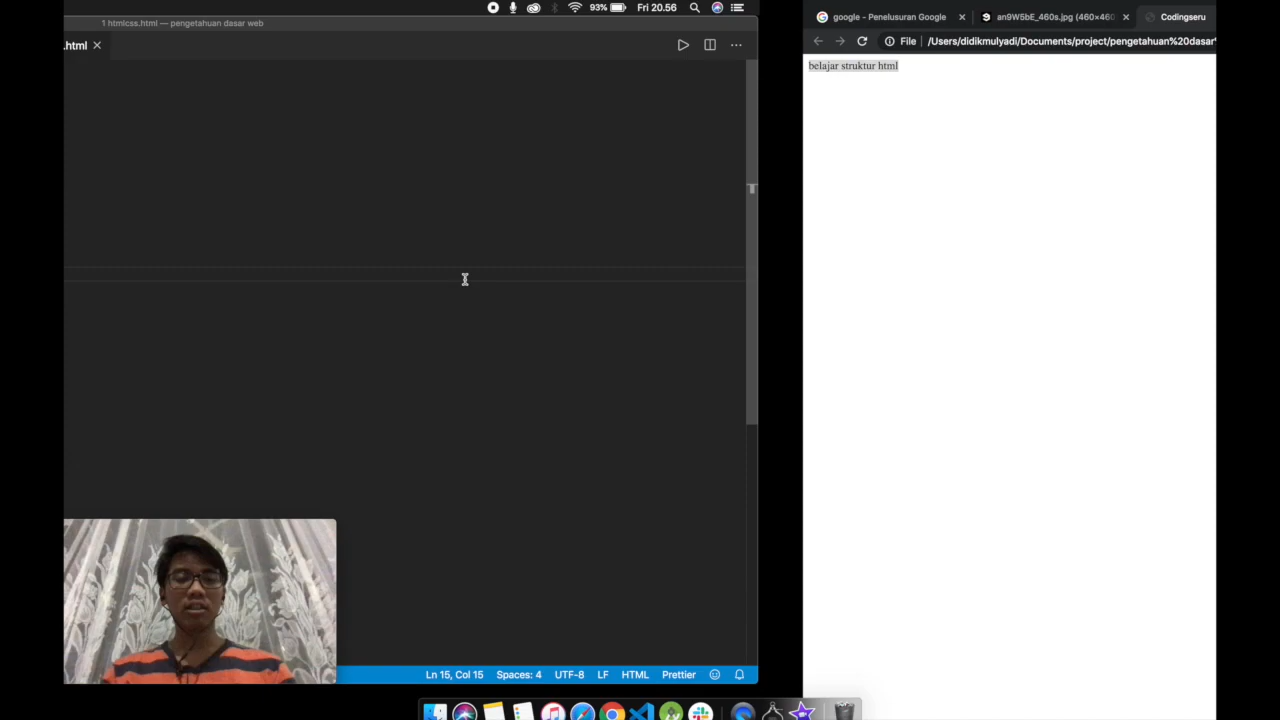 93% Fri 20.56
1 htmlcss.html — pengetahuan dasar web
.html
Ln 15, Col 15 Spaces: 4 UTF-8 LF HTML Prettier
google - Penelusuran Google
an9W5bE_460s.jpg (460×460
Codingseru
File
/Users/didikmulyadi/Documents/project/pengetahuan%20dasar
belajar struktur html